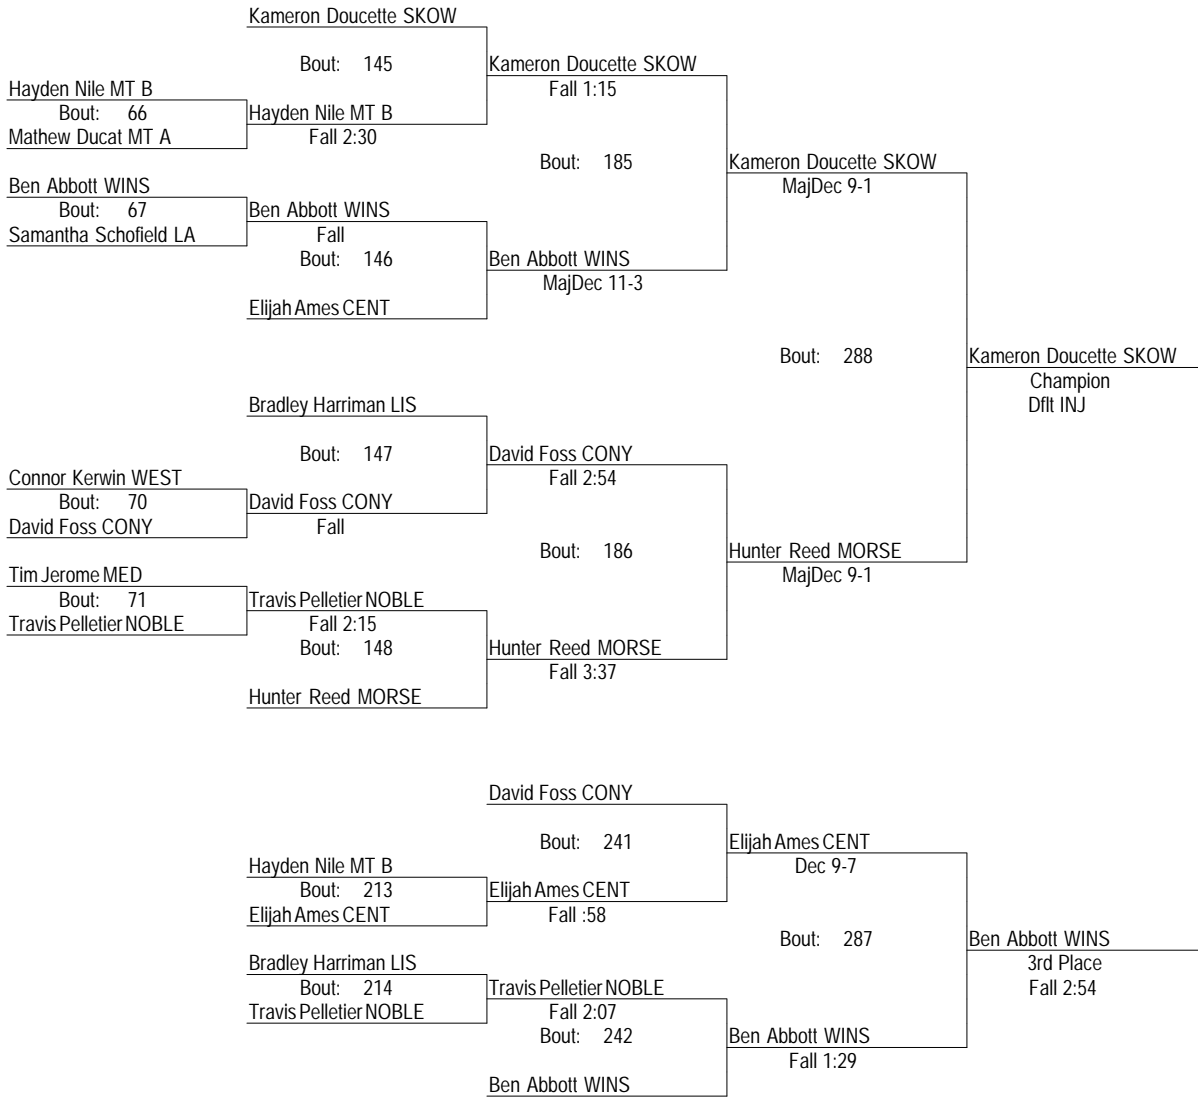 Kameron Doucette SKOW
Bout: 145
Kameron Doucette SKOW
Fall 1:15
Hayden Nile MT B
Bout: 66
Mathew Ducat MT A
Hayden Nile MT B
Fall 2:30
Bout: 185
Kameron Doucette SKOW
MajDec 9-1
Ben Abbott WINS
Bout: 67
Samantha Schofield LA
Ben Abbott WINS
Fall
Bout: 146
Ben Abbott WINS
MajDec 11-3
Elijah Ames CENT
Bout: 288
Kameron Doucette SKOW
Champion
Dflt INJ
Bradley Harriman LIS
Bout: 147
David Foss CONY
Fall 2:54
Connor Kerwin WEST
Bout: 70
David Foss CONY
David Foss CONY
Fall
Bout: 186
Hunter Reed MORSE
MajDec 9-1
Tim Jerome MED
Bout: 71
Travis Pelletier NOBLE
Travis Pelletier NOBLE
Fall 2:15
Bout: 148
Hunter Reed MORSE
Fall 3:37
Hunter Reed MORSE
David Foss CONY
Bout: 241
Elijah Ames CENT
Dec 9-7
Hayden Nile MT B
Bout: 213
Elijah Ames CENT
Elijah Ames CENT
Fall :58
Bout: 287
Ben Abbott WINS
3rd Place
Fall 2:54
Bradley Harriman LIS
Bout: 214
Travis Pelletier NOBLE
Travis Pelletier NOBLE
Fall 2:07
Bout: 242
Ben Abbott WINS
Fall 1:29
Ben Abbott WINS